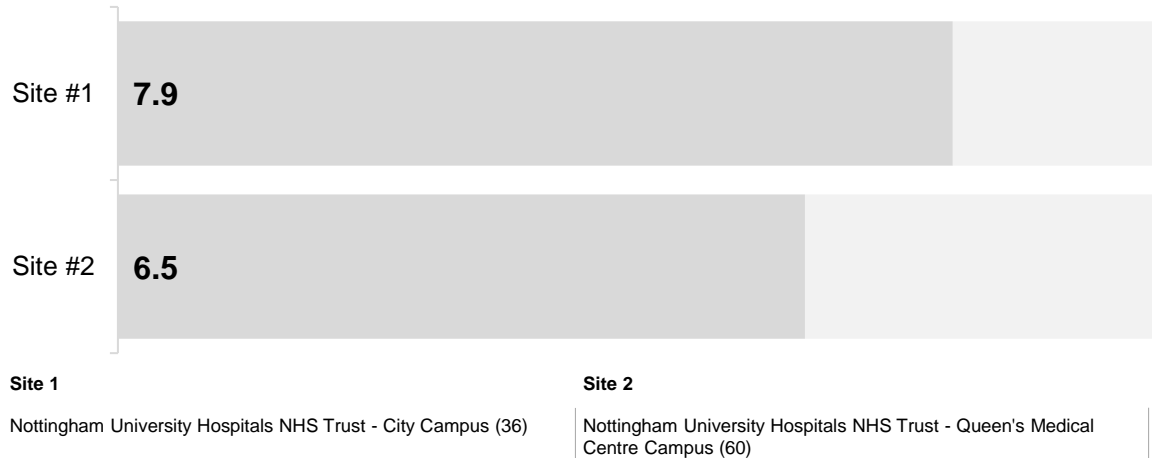 Site #1
7.9
Site #2
6.5
Site 1
Site 2
Nottingham University Hospitals NHS Trust - City Campus (36)
Nottingham University Hospitals NHS Trust - Queen's Medical
Centre Campus (60)